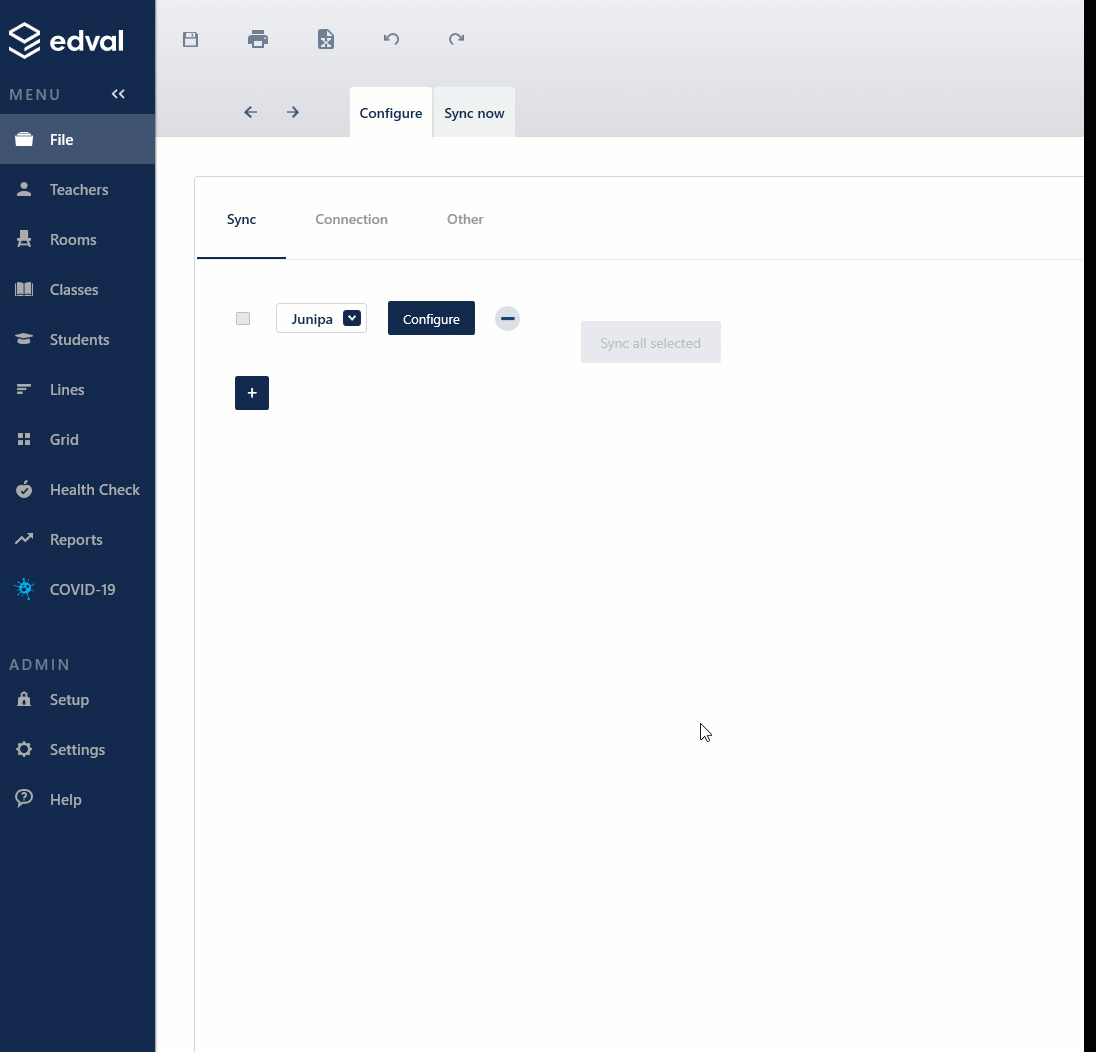 edval
MENU
File
Teachers
Rooms
Classes
Students
Lines
Grid
Health Check
Reports
COVID-19
ADMIN
Setup
Settings
Help
Configure Sync now
Sync Connection Other
Junipa Configure
Sync all selected
+